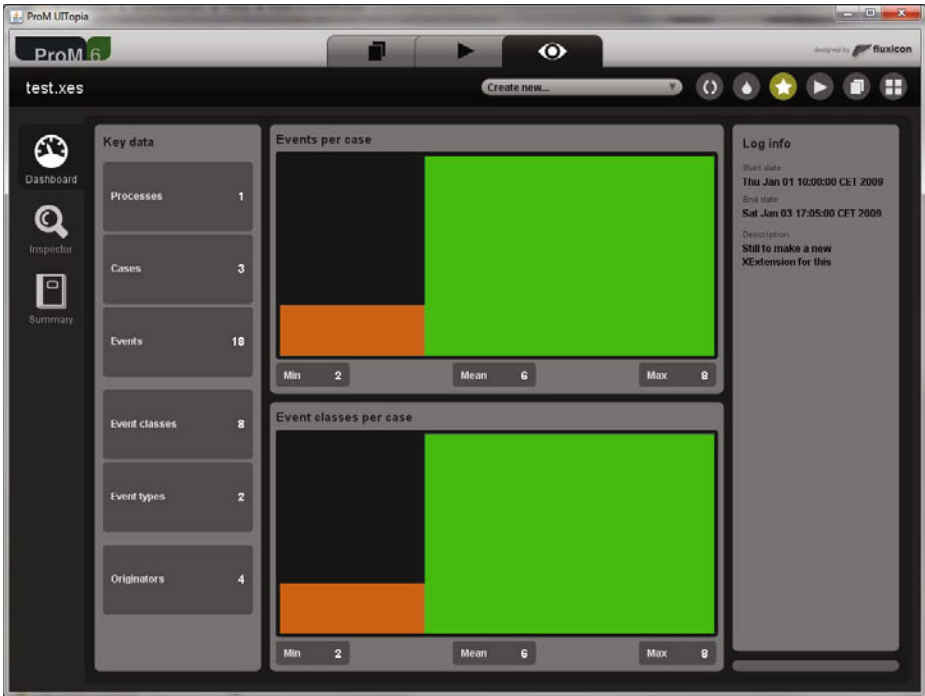 ProM UITopia
ProM 6
designed by fluxicon
test.xes
Create new...
Dashboard
Inspector
Summary
Key data
Processes 1
Cases 3
Events 18
Event classes 8
Event types 2
Originators 4
Events per case
Min 2 Mean 6 Max 8
Event classes per case
Min 2 Mean 6 Max 8
Log info
Start date
Thu Jan 01 10:00:00 CET 2009
End date
Sat Jan 03 17:05:00 CET 2009
Description
Still to make a new
XExtension for this